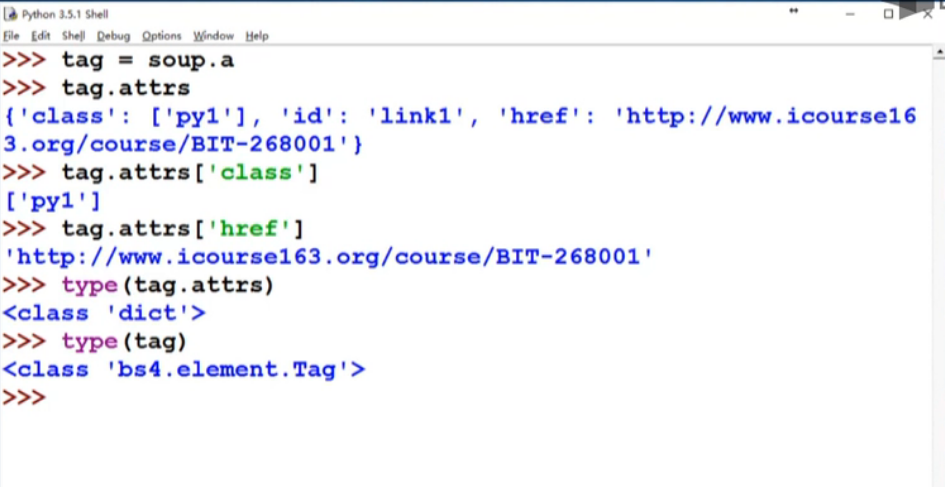 Python 3.5.1 Shell
File Edit Shell Debug Options Window Help
>>> tag = soup.a
>>> tag.attrs
{'class': ['py1'], 'id': 'link1', 'href': 'http://www.icourse16
3.org/course/BIT-268001'}
>>> tag.attrs['class']
['py1']
>>> tag.attrs['href']
'http://www.icourse163.org/course/BIT-268001'
>>> type(tag.attrs)
<class 'dict'>
>>> type(tag)
<class 'bs4.element.Tag'>
>>>